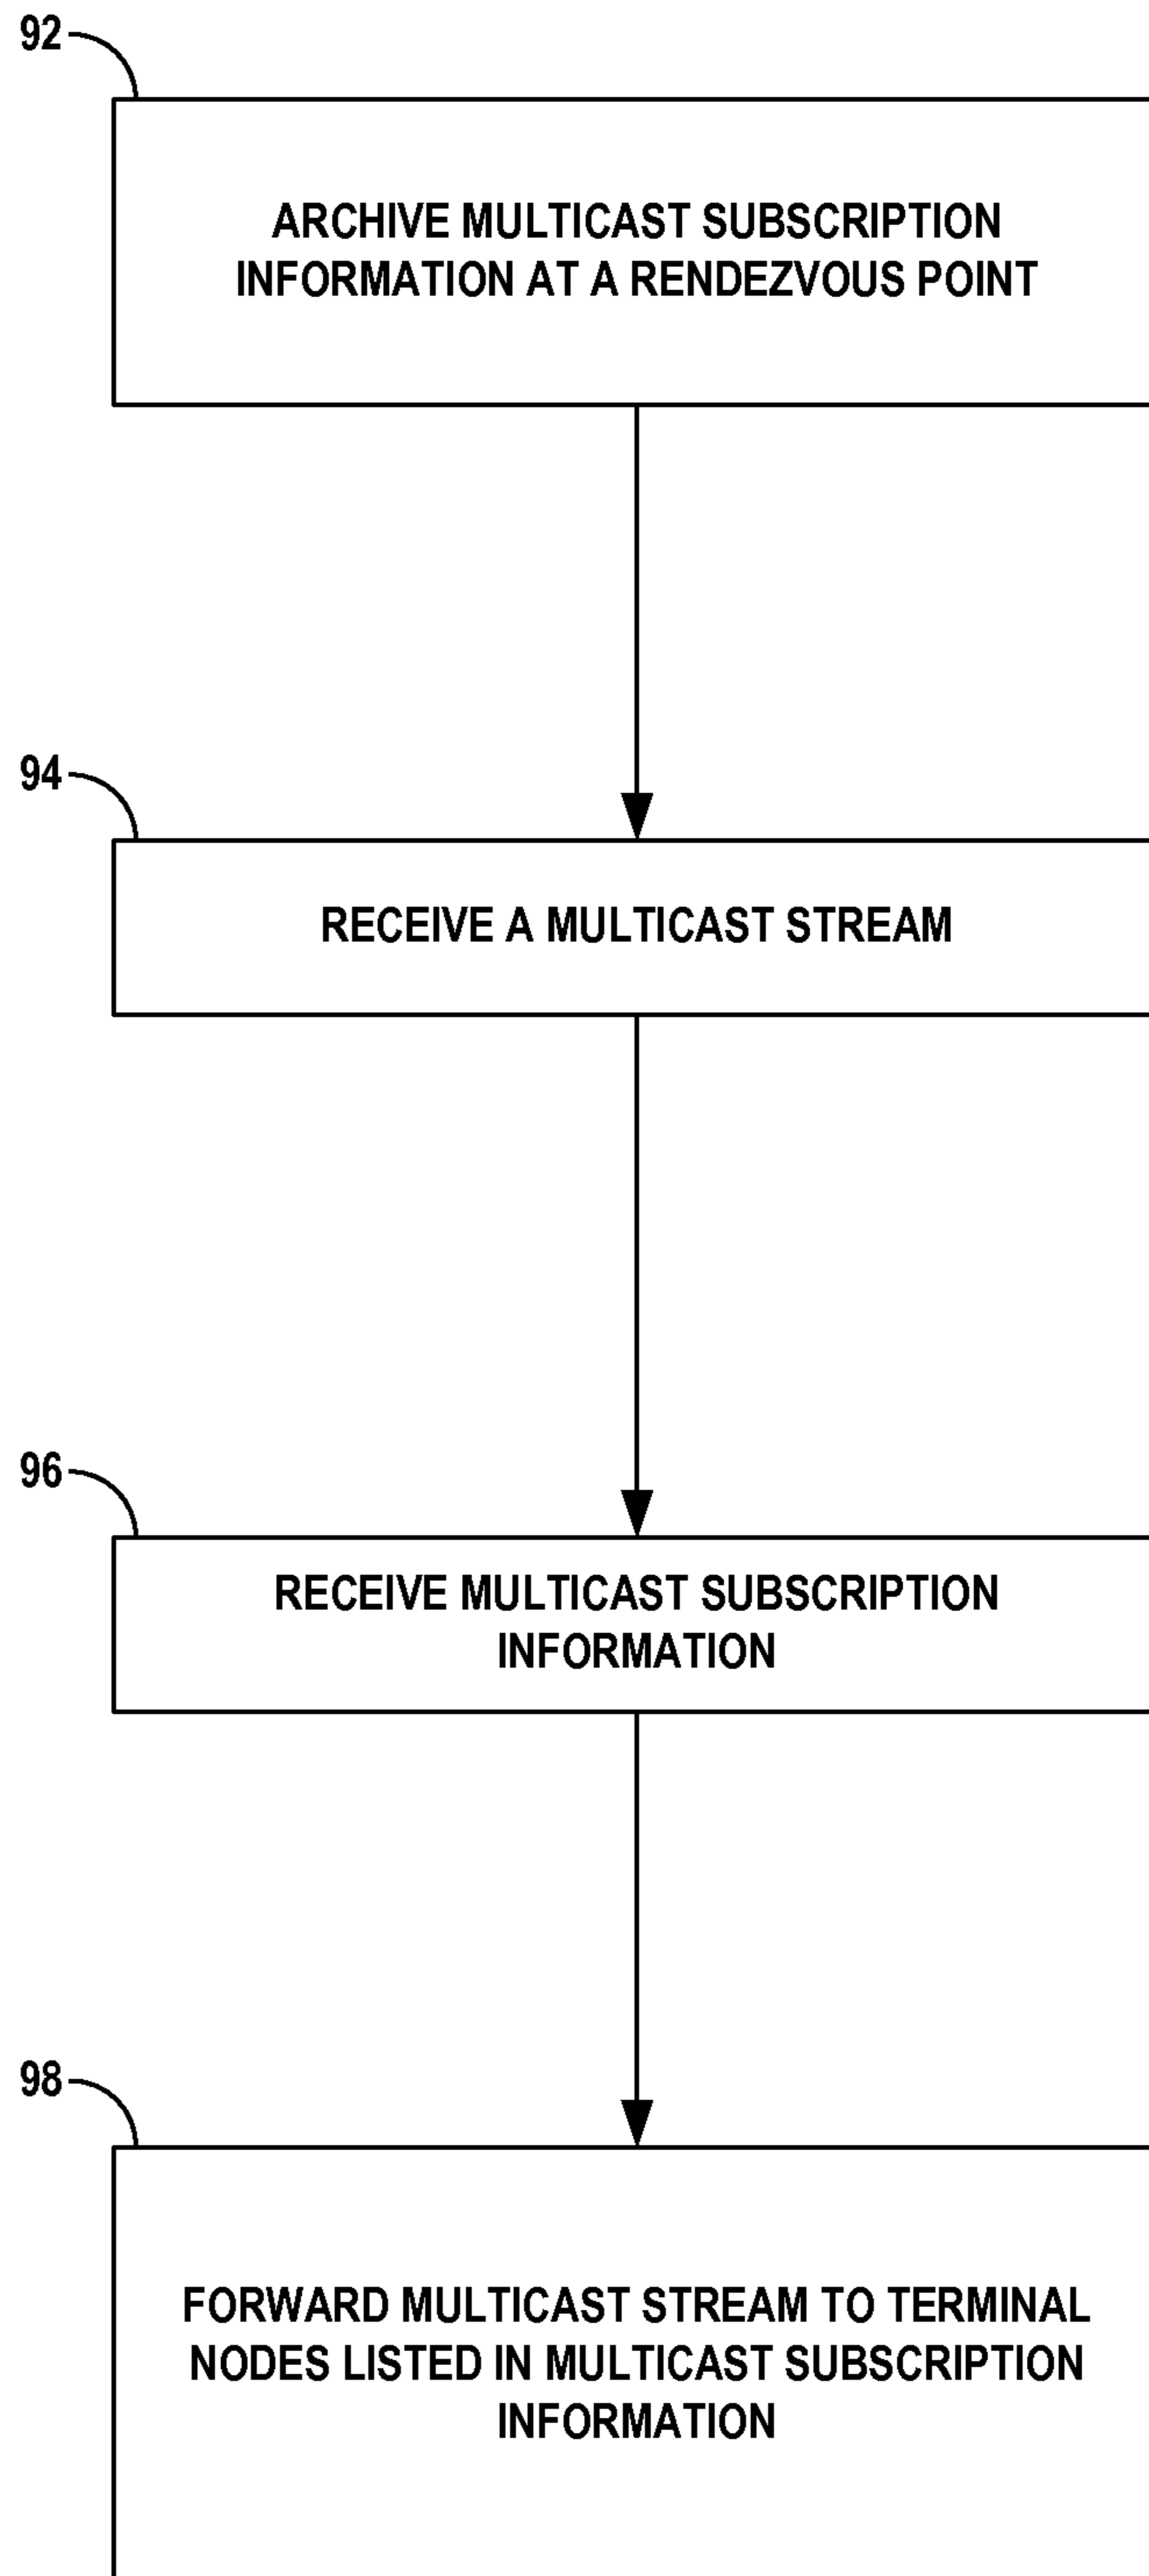 92
ARCHIVE MULTICAST SUBSCRIPTION
INFORMATION AT A RENDEZVOUS POINT
94
RECEIVE A MULTICAST STREAM
96
RECEIVE MULTICAST SUBSCRIPTION
INFORMATION
98
FORWARD MULTICAST STREAM TO TERMINAL
NODES LISTED IN MULTICAST SUBSCRIPTION
INFORMATION